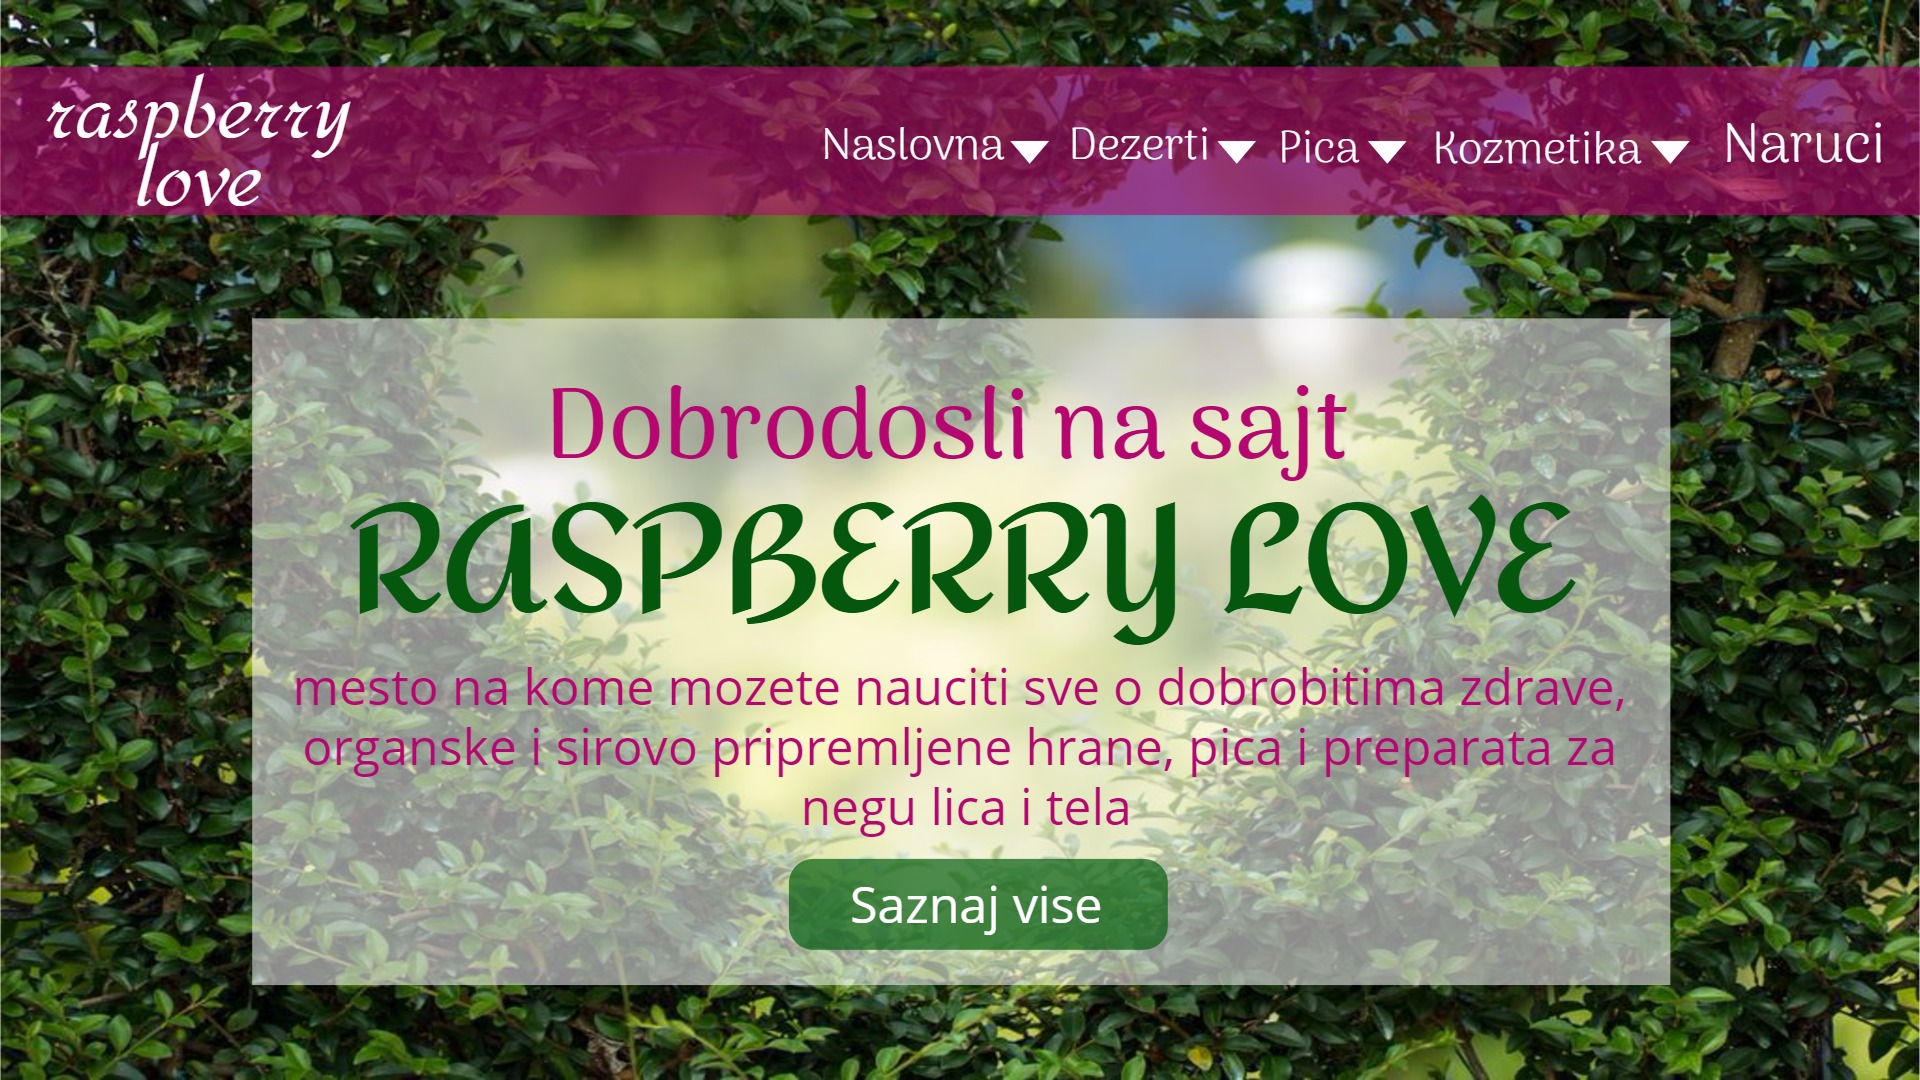 raspberry
love
Naslovna Dezerti Pica Kozmetika Naruci
Dobrodosli na sajt
RASPBERRY LOVE
mesto na kome mozete nauciti sve o dobrobitima zdrave,
organske i sirovo pripremljene hrane, pica i preparata za
negu lica i tela
Saznaj vise